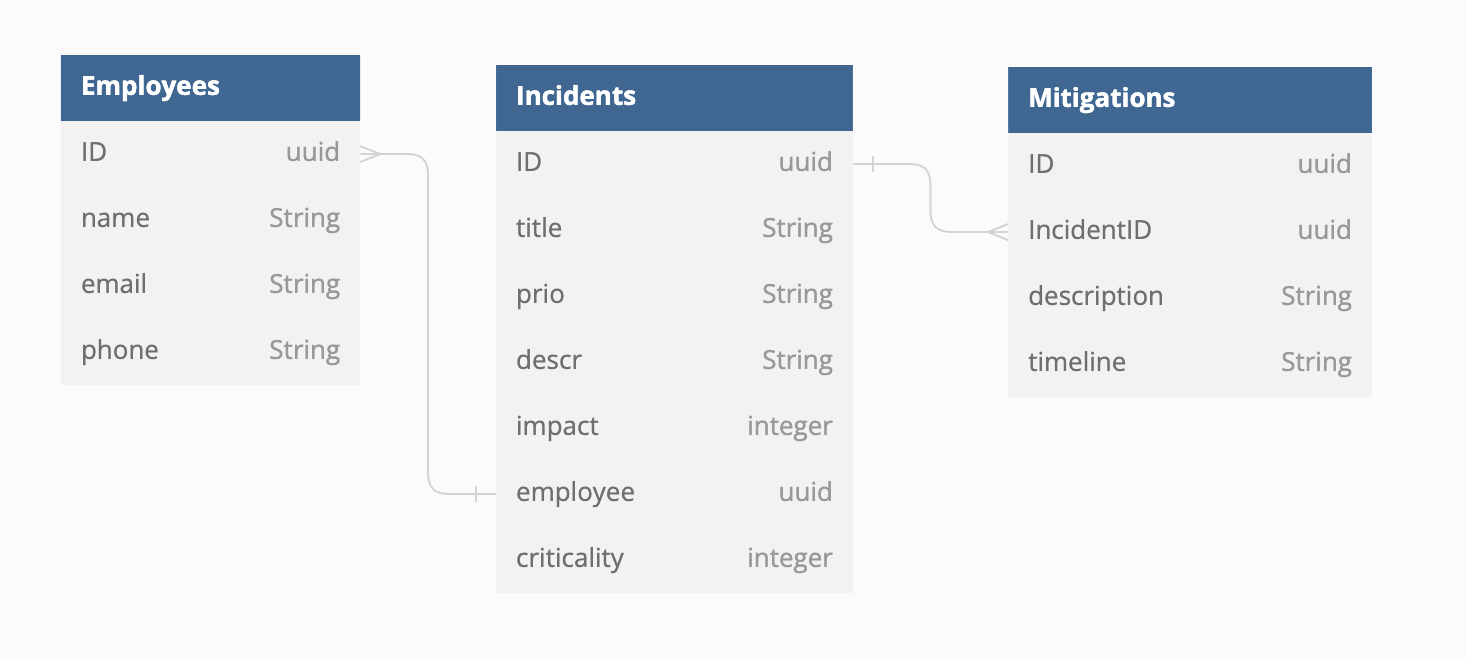 Employees
ID uuid
name String
email String
phone String
Incidents
ID uuid
title String
prio String
descr String
impact integer
employee uuid
criticality integer
Mitigations
ID uuid
IncidentID uuid
description String
timeline String